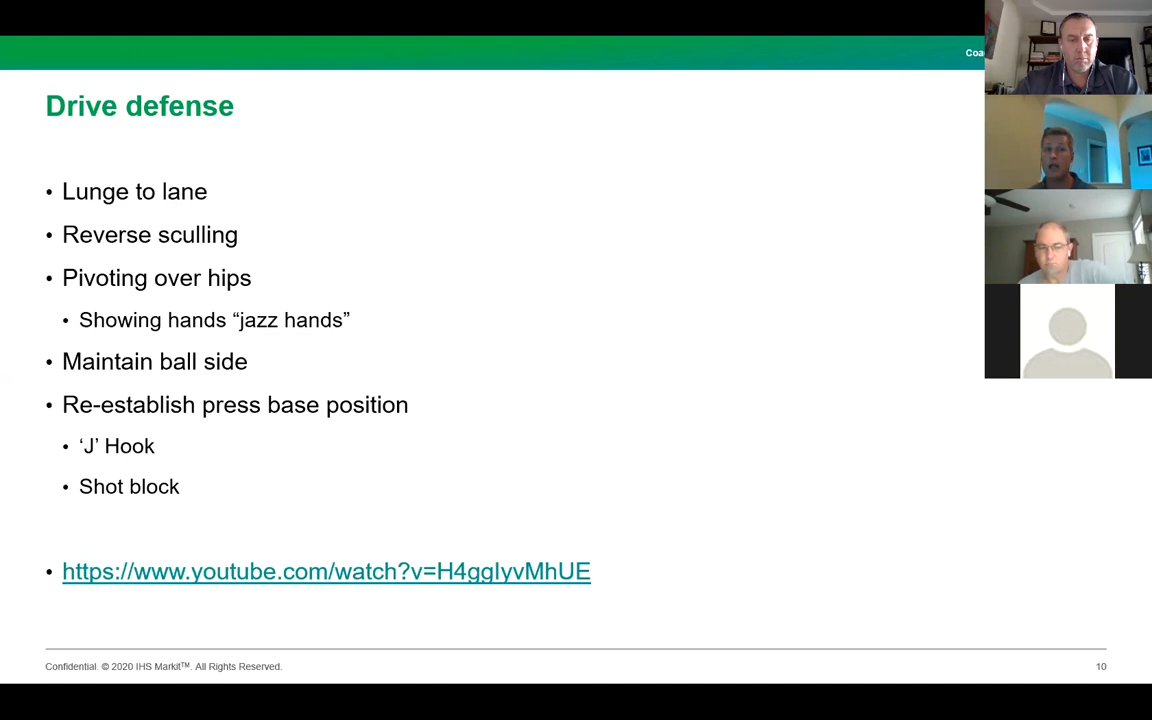 Coa
Drive defense
• Lunge to lane
• Reverse sculling
• Pivoting over hips
• Showing hands “jazz hands”
• Maintain ball side
• Re-establish press base position
• ‘J’ Hook
• Shot block
• https://www.youtube.com/watch?v=H4ggIyvMhUE
Confidential. © 2020 IHS Markit™. All Rights Reserved.
10